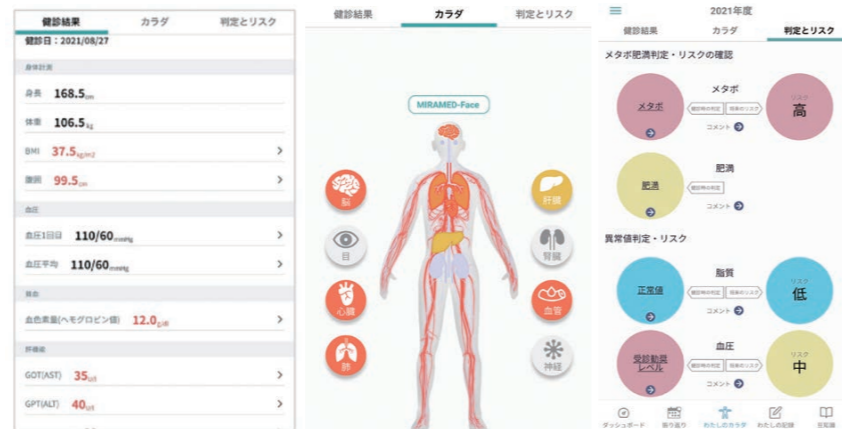 健診結果
カラダ
判定とリスク
健診日：2021/08/27
身体計測
身長 168.5cm
体重 106.5kg
BMI 37.5kg/m2
腹囲 99.5cm
血圧
血圧1回目 110/60mmHg
血圧平均 110/60mmHg
貧血
血色素量(ヘモグロビン値) 12.0g/dl
肝機能
GOT(AST) 35u/l
GPT(ALT) 40u/l
健診結果
カラダ
判定とリスク
MIRAMED-Face
脳
目
心臓
肺
肝臓
腎臓
血管
神経
2021年度
健診結果
カラダ
判定とリスク
メタボ肥満判定・リスクの確認
メタボ
メタボ
健診時の判定
将来のリスク
コメント
リスク
高
肥満
肥満
健診時の判定
コメント
異常値判定・リスク
正常値
脂質
健診時の判定
将来のリスク
コメント
リスク
低
受診勧奨
レベル
血圧
健診時の判定
将来のリスク
コメント
リスク
中
ダッシュボード
振り返り
わたしのカラダ
わたしの記録
豆知識